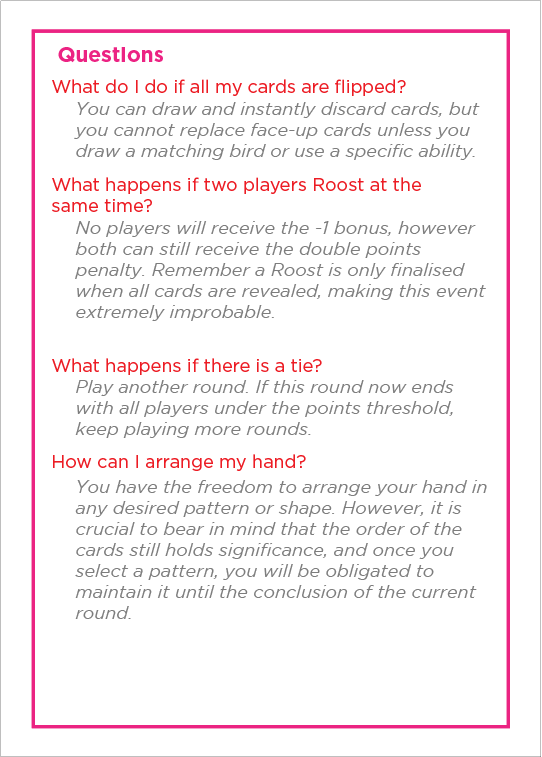 Questions
What do I do if all my cards are flipped?
You can draw and instantly discard cards, but
you cannot replace face-up cards unless you
draw a matching bird or use a specific ability.
What happens if two players Roost at the
same time?
No players will receive the -1 bonus, however
both can still receive the double points
penalty. Remember a Roost is only finalised
when all cards are revealed, making this event
extremely improbable.
What happens if there is a tie?
Play another round. If this round now ends
with all players under the points threshold,
keep playing more rounds.
How can I arrange my hand?
You have the freedom to arrange your hand in
any desired pattern or shape. However, it is
crucial to bear in mind that the order of the
cards still holds significance, and once you
select a pattern, you will be obligated to
maintain it until the conclusion of the current
round.